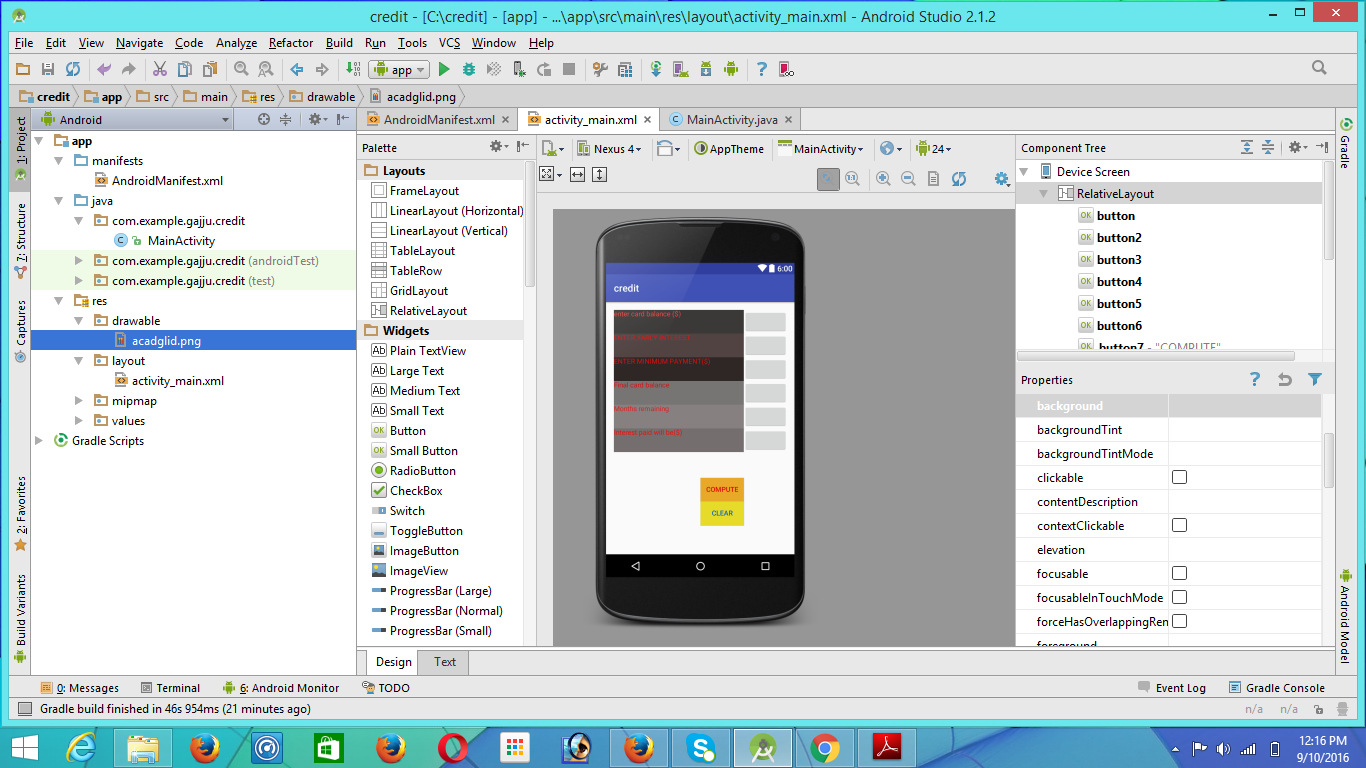 credit - [C:\credit] - [app] - ...\app\src\main\res\layout\activity_main.xml - Android Studio 2.1.2
File Edit View Navigate Code Analyze Refactor Build Run Tools VCS Window Help
app
credit app src main res drawable acadglid.png
Android
AndroidManifest.xml activity_main.xml MainActivity.java
1: Project
7: Structure
Captures
2: Favorites
Build Variants
app
manifests
AndroidManifest.xml
java
com.example.gajju.credit
MainActivity
com.example.gajju.credit (androidTest)
com.example.gajju.credit (test)
res
drawable
acadglid.png
layout
activity_main.xml
mipmap
values
Gradle Scripts
Palette
Layouts
FrameLayout
LinearLayout (Horizontal)
LinearLayout (Vertical)
TableLayout
TableRow
GridLayout
RelativeLayout
Widgets
Plain TextView
Large Text
Medium Text
Small Text
Button
Small Button
RadioButton
CheckBox
Switch
ToggleButton
ImageButton
ImageView
ProgressBar (Large)
ProgressBar (Normal)
ProgressBar (Small)
Nexus 4 AppTheme MainActivity 24
6:00
credit
enter card balance ($)
ENTER MINIMUM PAYMENT($)
Final card balance
Months remaining
Interest paid will be($)
COMPUTE
CLEAR
Design Text
Component Tree
Device Screen
RelativeLayout
button
button2
button3
button4
button5
button6
button7 - "COMPUTE"
Properties
background
backgroundTint
backgroundTintMode
clickable
contentDescription
contextClickable
elevation
focusable
focusableInTouchMode
forceHasOverlappingRen
foreground
Gradle
Android Model
0: Messages Terminal 6: Android Monitor TODO Event Log Gradle Console
Gradle build finished in 46s 954ms (21 minutes ago) n/a n/a
12:16 PM
9/10/2016